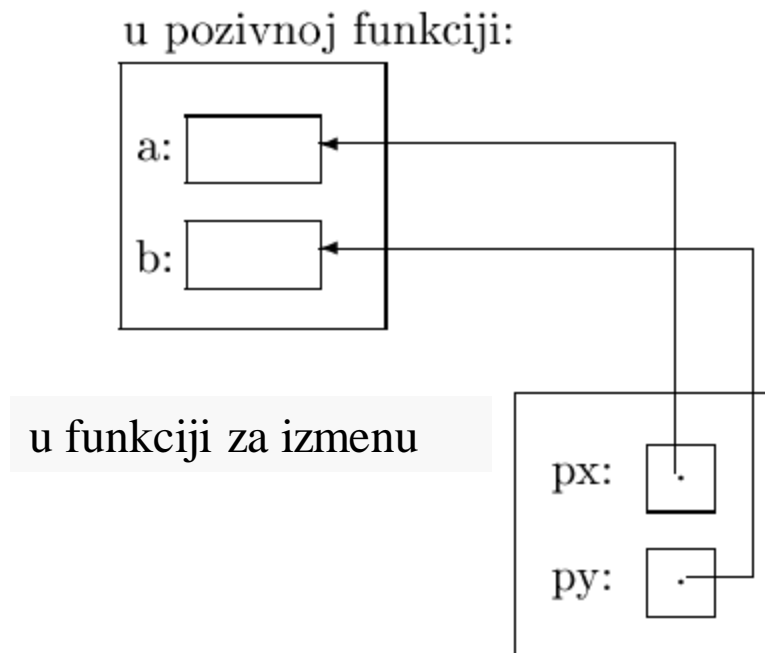 u pozivnoj funkciji:
a:
b:
u funkciji za izmenu
px:
py: